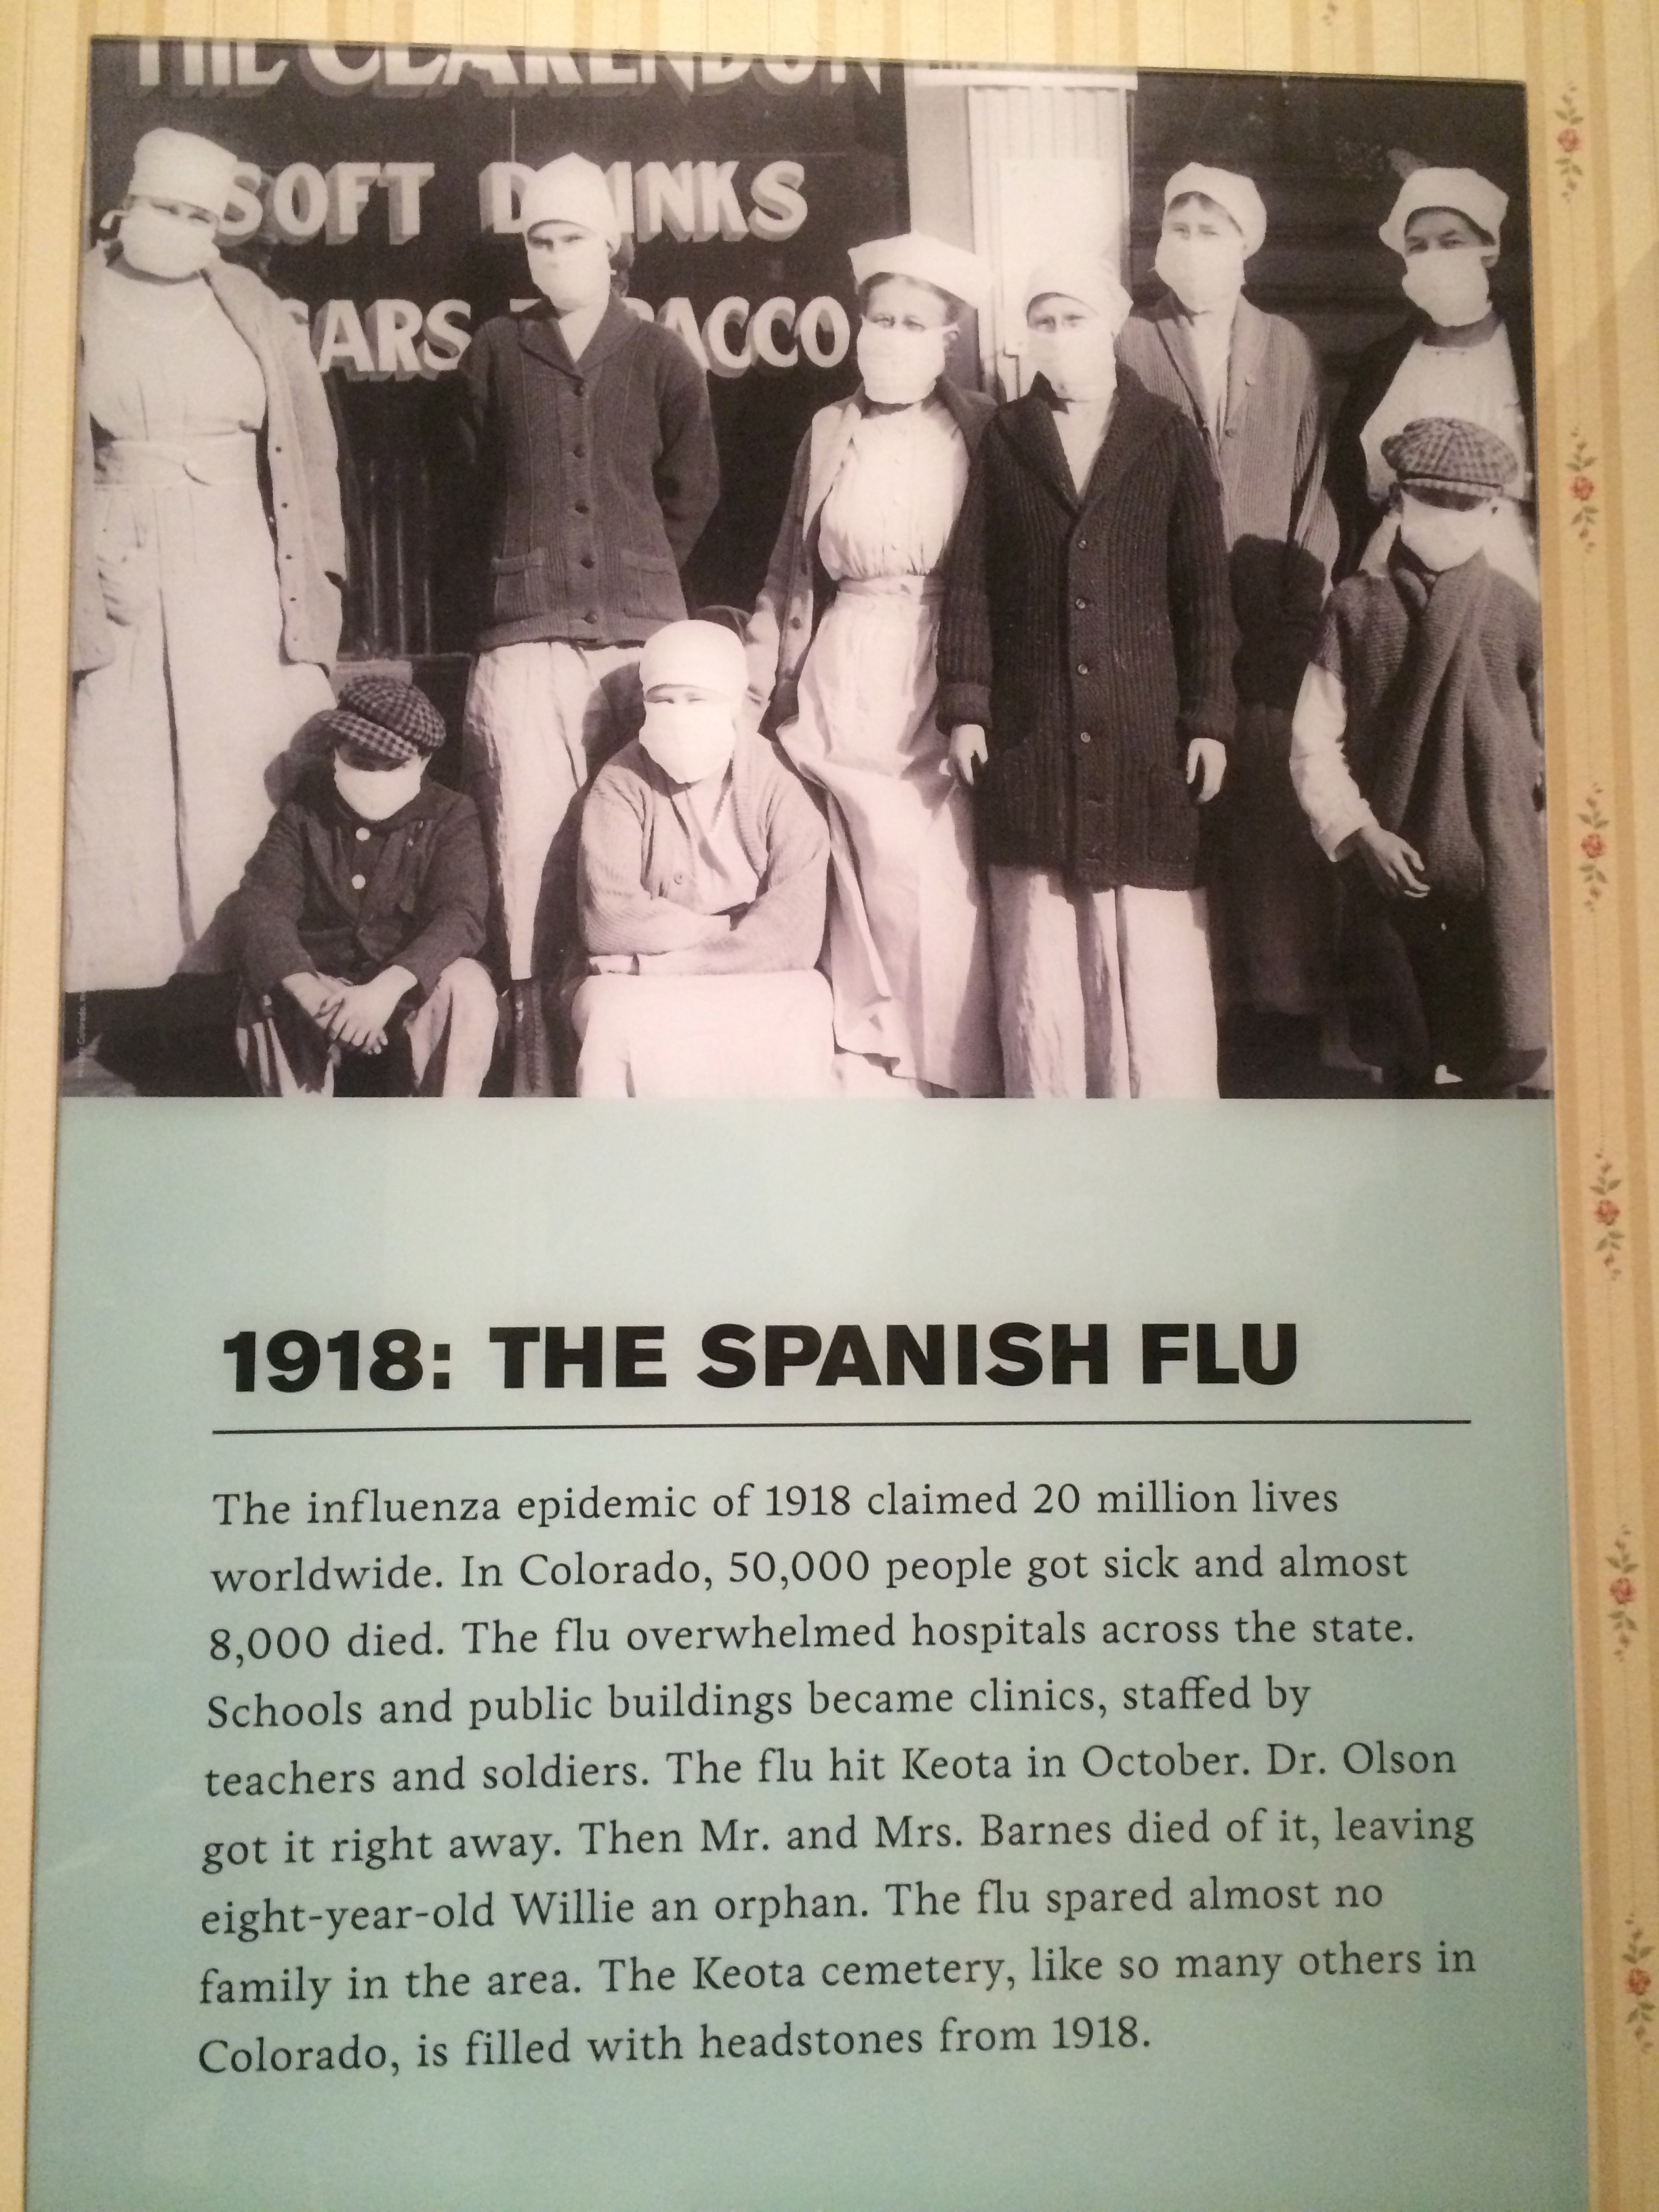 THE CLARENDON
SOFT DRINKS
1918: THE SPANISH FLU
The influenza epidemic of 1918 claimed 20 million lives
worldwide. In Colorado, 50,000 people got sick and almost
8,000 died. The flu overwhelmed hospitals across the state.
Schools and public buildings became clinics, staffed by
teachers and soldiers. The flu hit Keota in October. Dr. Olson
got it right away. Then Mr. and Mrs. Barnes died of it, leaving
eight-year-old Willie an orphan. The flu spared almost no
family in the area. The Keota cemetery, like so many others in
Colorado, is filled with headstones from 1918.